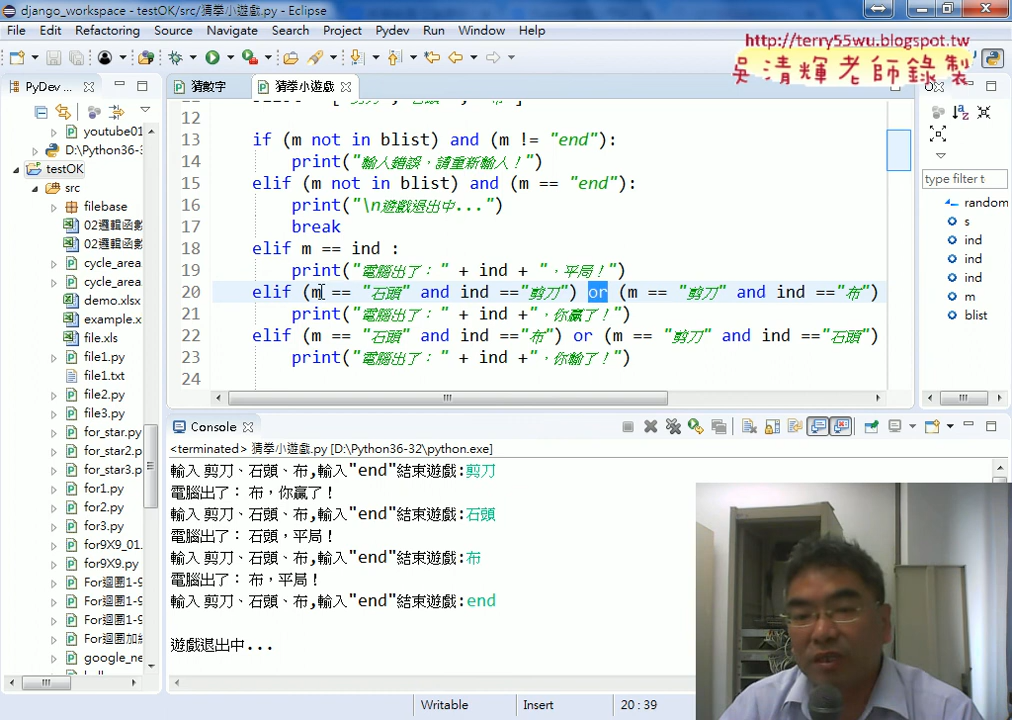 django_workspace - testOK/src/猜拳小遊戲.py - Eclipse
File Edit Refactoring Source Navigate Search Project Pydev Run Window Help
http://terry55wu.blogspot.tw
吳清輝老師錄製
PyDev ...
猜數字
猜拳小遊戲
youtube01
D:\Python36-3
testOK
src
filebase
02邏輯函數
02邏輯函數
cycle_area
cycle_area
demo.xlsx
example.x
file.xls
file1.py
file1.txt
file2.py
file3.py
for_star.py
for_star2.p
for_star3.p
for1.py
for2.py
for3.py
for9X9_01.
for9X9.py
For迴圈1-9
For迴圈1-9
For迴圈1-9
For迴圈加總
google_ne
12
13 if (m not in blist) and (m != "end"):
14 print("輸入錯誤，請重新輸入！")
15 elif (m not in blist) and (m == "end"):
16 print("\n遊戲退出中...")
17 break
18 elif m == ind :
19 print("電腦出了：" + ind + "，平局！")
20 elif (m == "石頭" and ind =="剪刀") or (m == "剪刀" and ind =="布")
21 print("電腦出了：" + ind +"，你贏了！")
22 elif (m == "石頭" and ind =="布") or (m == "剪刀" and ind =="石頭")
23 print("電腦出了：" + ind +"，你輸了！")
24
type filter t
random
s
ind
ind
ind
m
blist
Console
<terminated> 猜拳小遊戲.py [D:\Python36-32\python.exe]
輸入 剪刀、石頭、布,輸入"end"結束遊戲:剪刀
電腦出了： 布，你贏了！
輸入 剪刀、石頭、布,輸入"end"結束遊戲:石頭
電腦出了： 石頭，平局！
輸入 剪刀、石頭、布,輸入"end"結束遊戲:布
電腦出了： 布，平局！
輸入 剪刀、石頭、布,輸入"end"結束遊戲:end
遊戲退出中...
Writable Insert 20 : 39